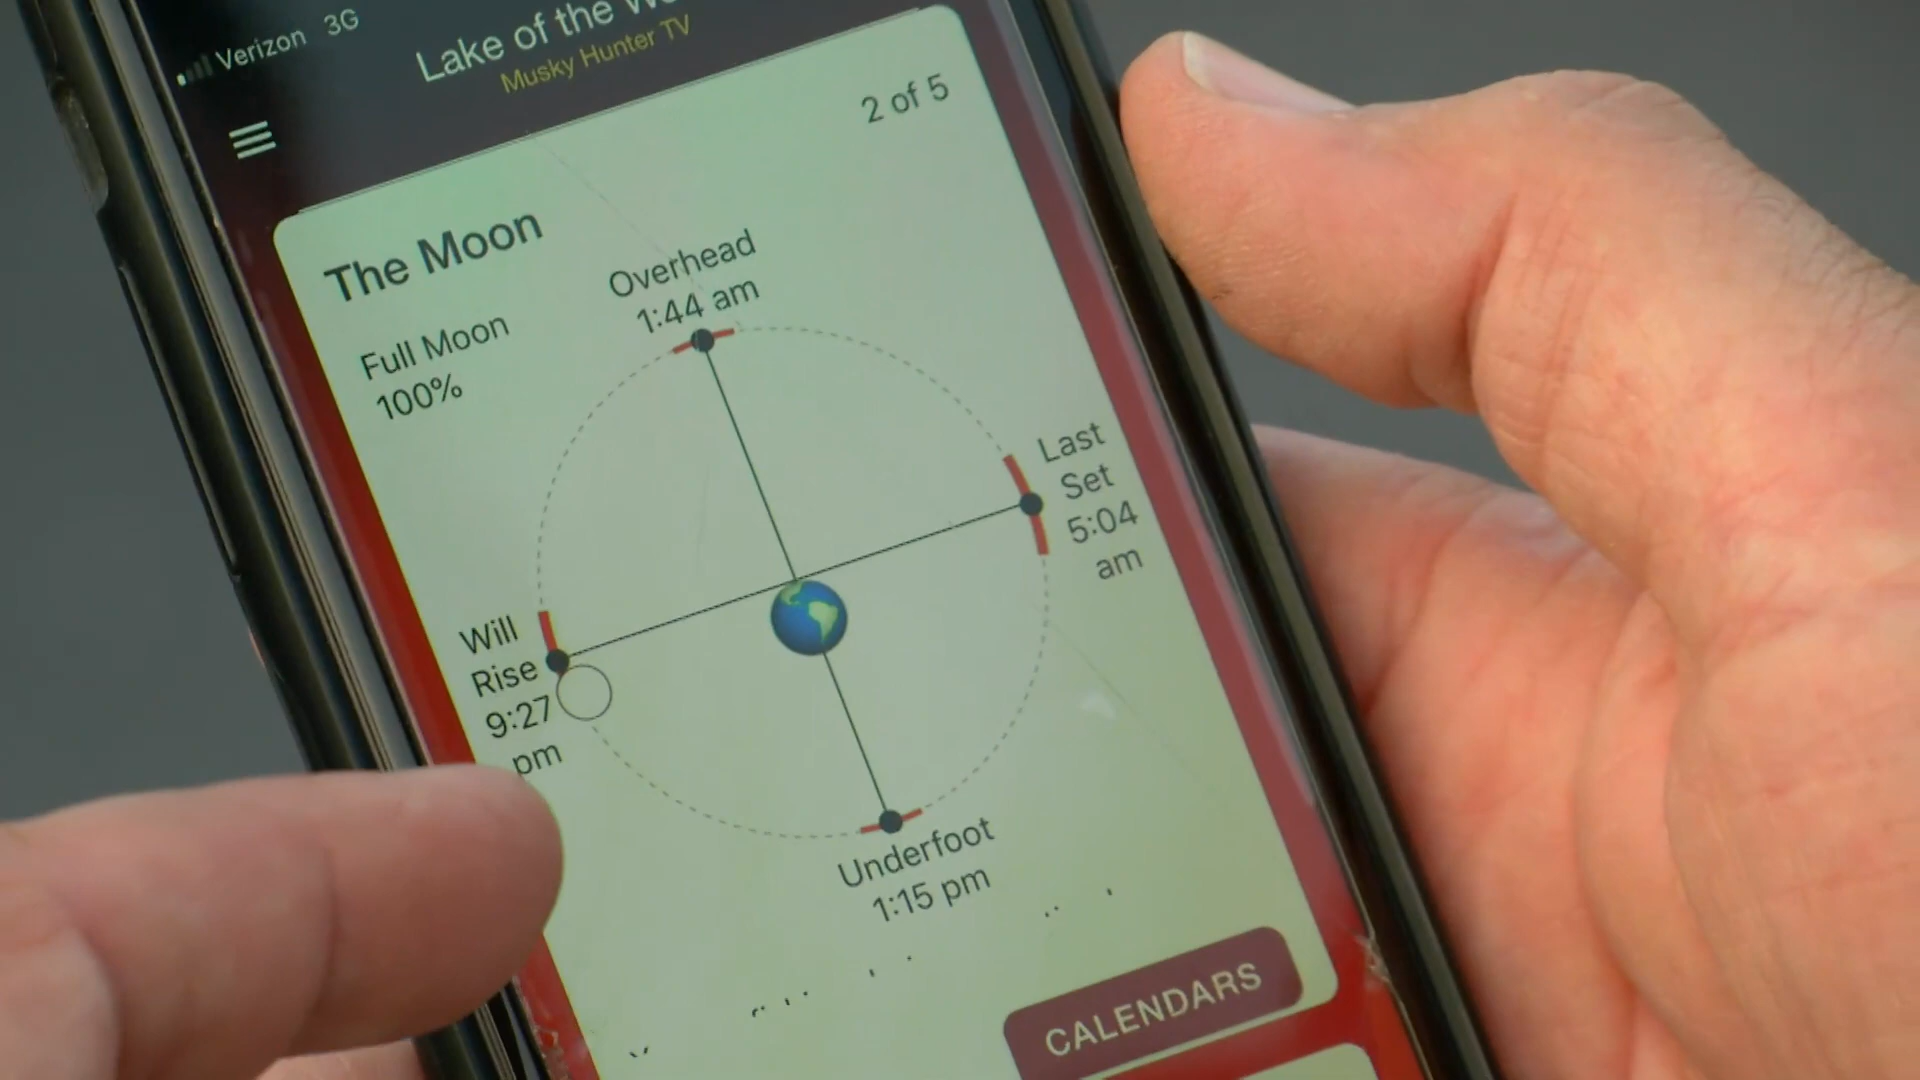 Verizon 3G
Lake of the
Musky Hunter TV
2 of 5
The Moon
Full Moon
100%
Overhead
1:44 am
Last
Set
5:04
am
Will
Rise
9:27
pm
Underfoot
1:15 pm
CALENDARS